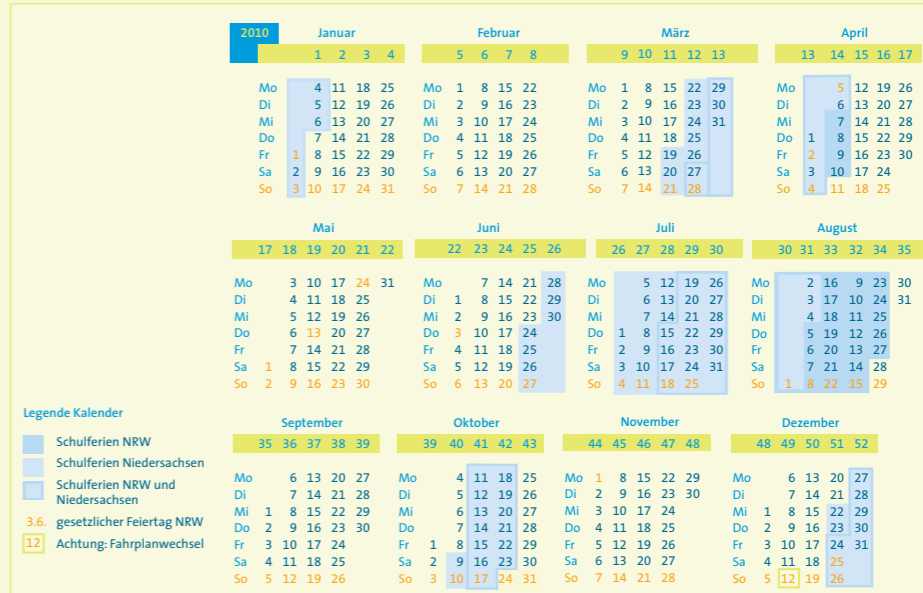 2010
Januar
1 2 3 4
Mo 4 11 18 25
Di 5 12 19 26
Mi 6 13 20 27
Do 7 14 21 28
Fr 1 8 15 22 29
Sa 2 9 16 23 30
So 3 10 17 24 31
Februar
5 6 7 8
Mo 1 8 15 22
Di 2 9 16 23
Mi 3 10 17 24
Do 4 11 18 25
Fr 5 12 19 26
Sa 6 13 20 27
So 7 14 21 28
März
9 10 11 12 13
Mo 1 8 15 22 29
Di 2 9 16 23 30
Mi 3 10 17 24 31
Do 4 11 18 25
Fr 5 12 19 26
Sa 6 13 20 27
So 7 14 21 28
April
13 14 15 16 17
Mo 5 12 19 26
Di 6 13 20 27
Mi 7 14 21 28
Do 1 8 15 22 29
Fr 2 9 16 23 30
Sa 3 10 17 24
So 4 11 18 25
Mai
17 18 19 20 21 22
Mo 3 10 17 24 31
Di 4 11 18 25
Mi 5 12 19 26
Do 6 13 20 27
Fr 7 14 21 28
Sa 1 8 15 22 29
So 2 9 16 23 30
Juni
22 23 24 25 26
Mo 7 14 21 28
Di 1 8 15 22 29
Mi 2 9 16 23 30
Do 3 10 17 24
Fr 4 11 18 25
Sa 5 12 19 26
So 6 13 20 27
Juli
26 27 28 29 30
Mo 5 12 19 26
Di 6 13 20 27
Mi 7 14 21 28
Do 1 8 15 22 29
Fr 2 9 16 23 30
Sa 3 10 17 24 31
So 4 11 18 25
August
30 31 33 32 34 35
Mo 2 16 9 23 30
Di 3 17 10 24 31
Mi 4 18 11 25
Do 5 19 12 26
Fr 6 20 13 27
Sa 7 21 14 28
So 1 8 22 15 29
Legende Kalender
Schulferien NRW
Schulferien Niedersachsen
Schulferien NRW und
Niedersachsen
3.6. gesetzlicher Feiertag NRW
12 Achtung: Fahrplanwechsel
September
35 36 37 38 39
Mo 6 13 20 27
Di 7 14 21 28
Mi 1 8 15 22 29
Do 2 9 16 23 30
Fr 3 10 17 24
Sa 4 11 18 25
So 5 12 19 26
Oktober
39 40 41 42 43
Mo 4 11 18 25
Di 5 12 19 26
Mi 6 13 20 27
Do 7 14 21 28
Fr 1 8 15 22 29
Sa 2 9 16 23 30
So 3 10 17 24 31
November
44 45 46 47 48
Mo 1 8 15 22 29
Di 2 9 16 23 30
Mi 3 10 17 24
Do 4 11 18 25
Fr 5 12 19 26
Sa 6 13 20 27
So 7 14 21 28
Dezember
48 49 50 51 52
Mo 6 13 20 27
Di 7 14 21 28
Mi 1 8 15 22 29
Do 2 9 16 23 30
Fr 3 10 17 24 31
Sa 4 11 18 25
So 5 12 19 26